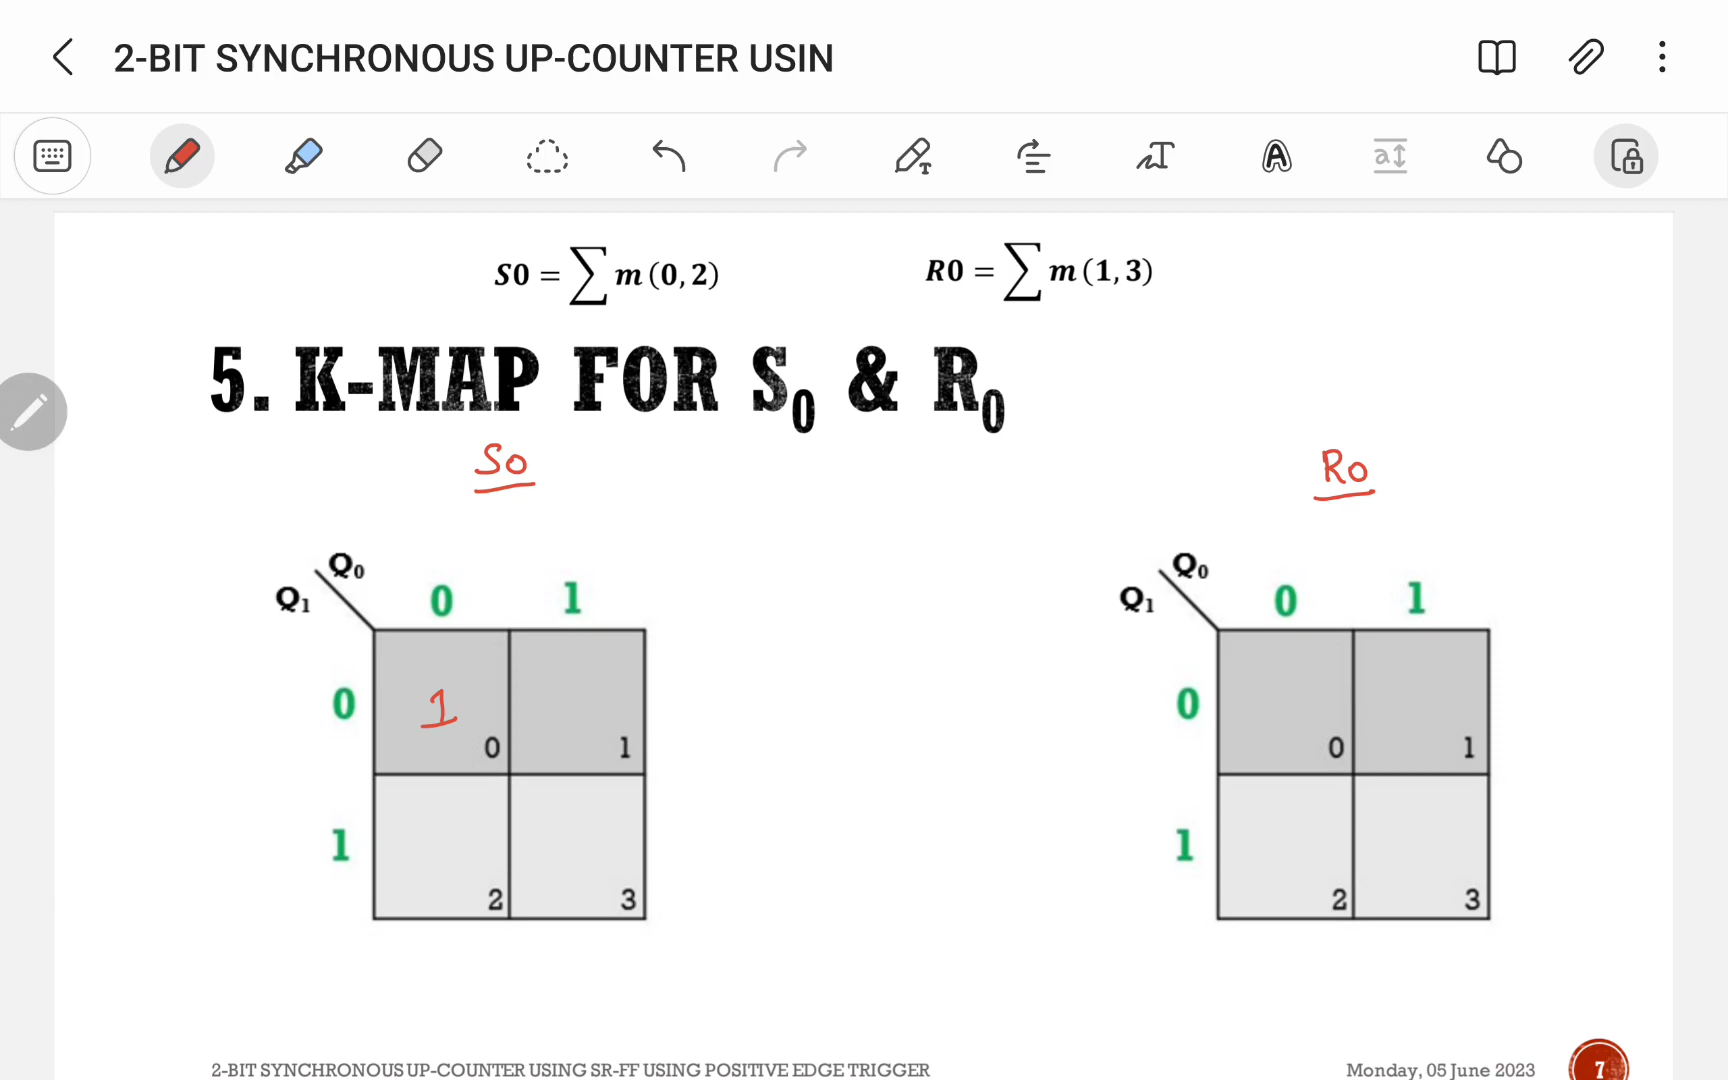 2-BIT SYNCHRONOUS UP-COUNTER USIN
S0 = ∑ m (0, 2)
R0 = ∑ m (1, 3)
5. K-MAP FOR S₀ & R₀
So
Ro
Q₀
Q₁
0 1
0
1
0
1
1
2
3
Q₀
Q₁
0 1
0
0
1
1
2
3
2-BIT SYNCHRONOUS UP-COUNTER USING SR-FF USING POSITIVE EDGE TRIGGER
Monday, 05 June 2023
7